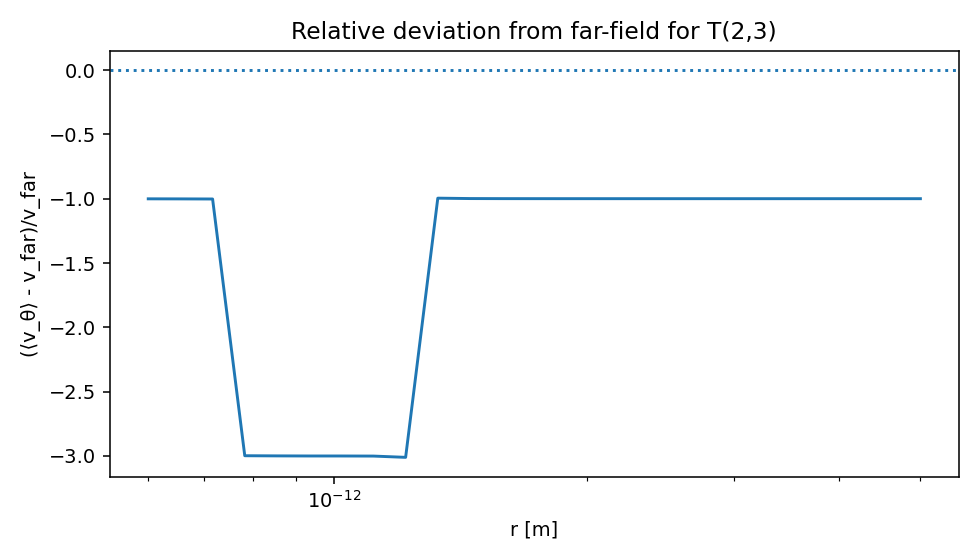 Relative deviation from far-field for T(2,3)
(⟨v_θ⟩ - v_far)/v_far
0.0
−0.5
−1.0
−1.5
−2.0
−2.5
−3.0
10⁻¹²
r [m]